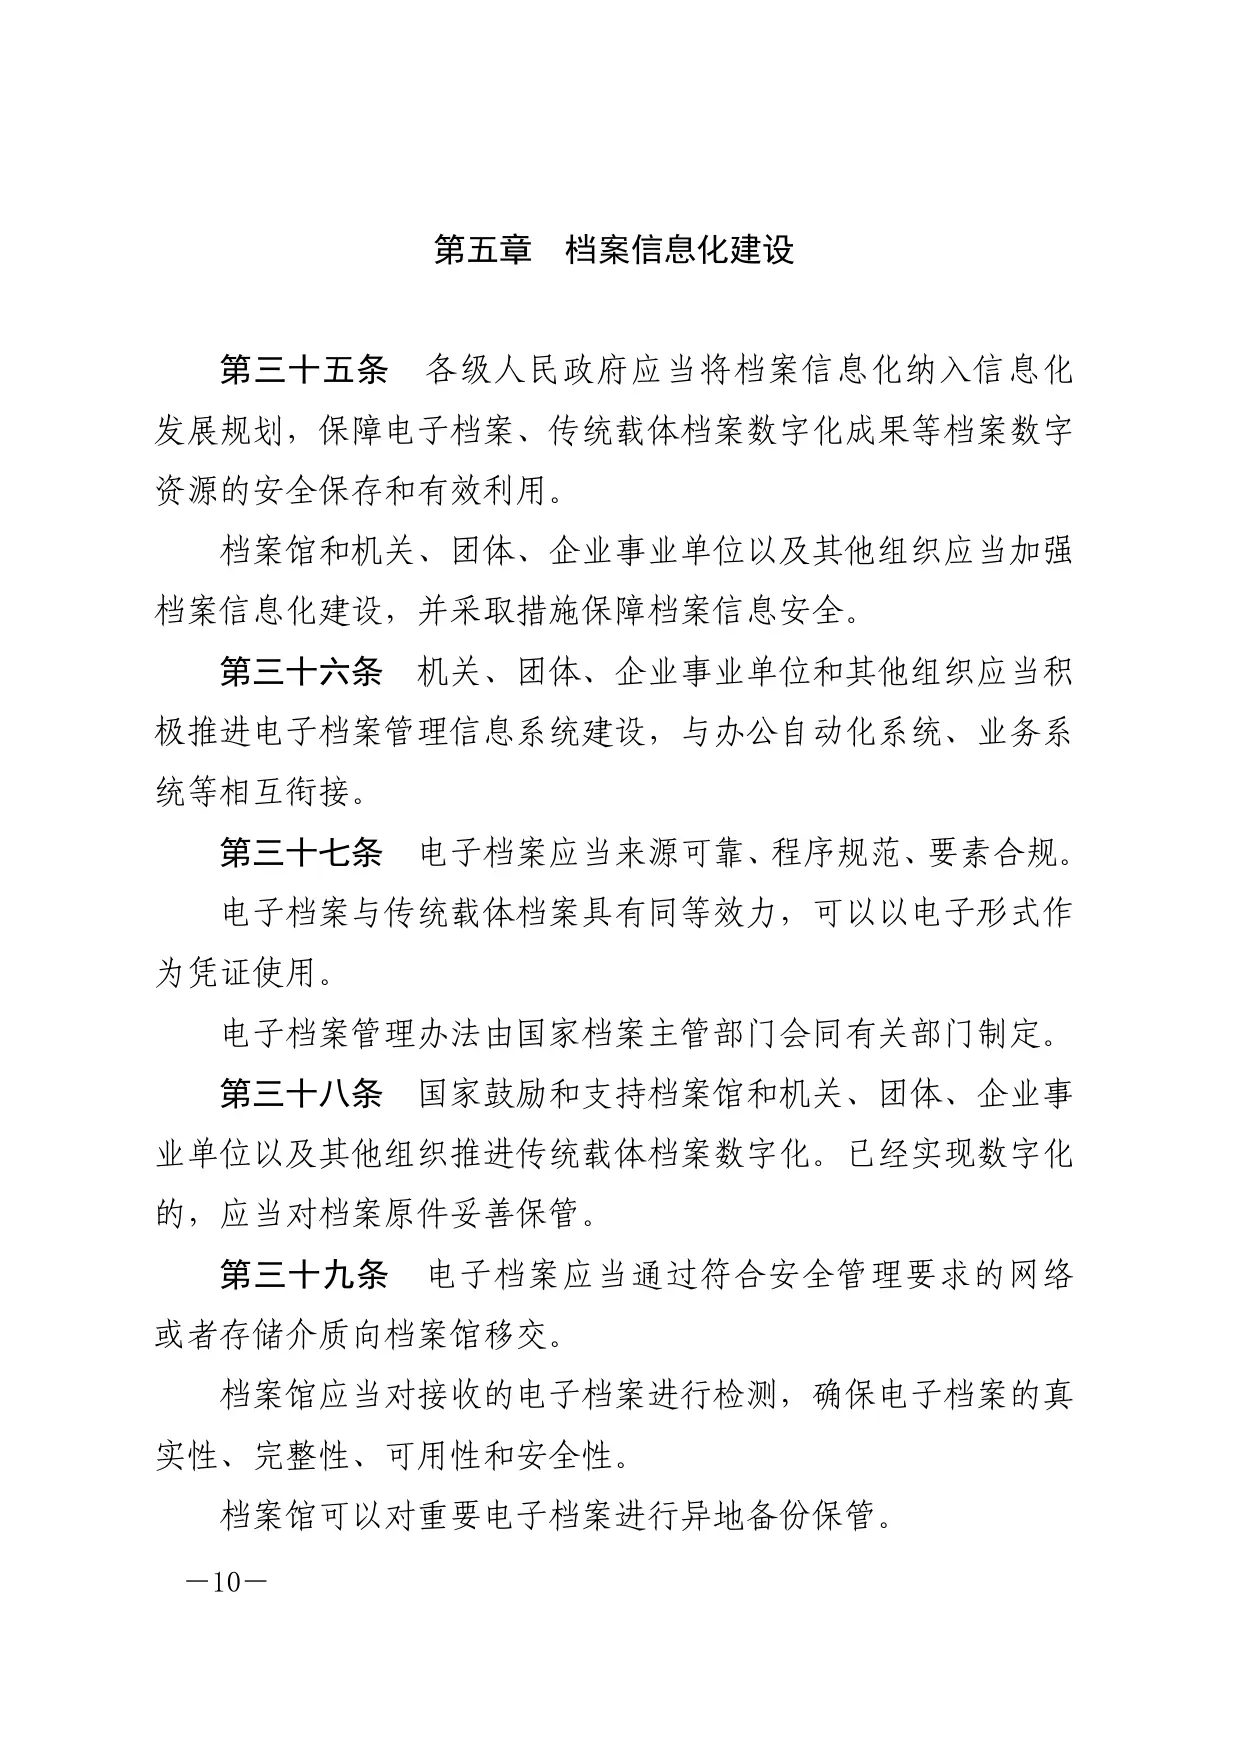 第五章　档案信息化建设
第三十五条　各级人民政府应当将档案信息化纳入信息化
发展规划，保障电子档案、传统载体档案数字化成果等档案数字
资源的安全保存和有效利用。
档案馆和机关、团体、企业事业单位以及其他组织应当加强
档案信息化建设，并采取措施保障档案信息安全。
第三十六条　机关、团体、企业事业单位和其他组织应当积
极推进电子档案管理信息系统建设，与办公自动化系统、业务系
统等相互衔接。
第三十七条　电子档案应当来源可靠、程序规范、要素合规。
电子档案与传统载体档案具有同等效力，可以以电子形式作
为凭证使用。
电子档案管理办法由国家档案主管部门会同有关部门制定。
第三十八条　国家鼓励和支持档案馆和机关、团体、企业事
业单位以及其他组织推进传统载体档案数字化。已经实现数字化
的，应当对档案原件妥善保管。
第三十九条　电子档案应当通过符合安全管理要求的网络
或者存储介质向档案馆移交。
档案馆应当对接收的电子档案进行检测，确保电子档案的真
实性、完整性、可用性和安全性。
档案馆可以对重要电子档案进行异地备份保管。
—10—